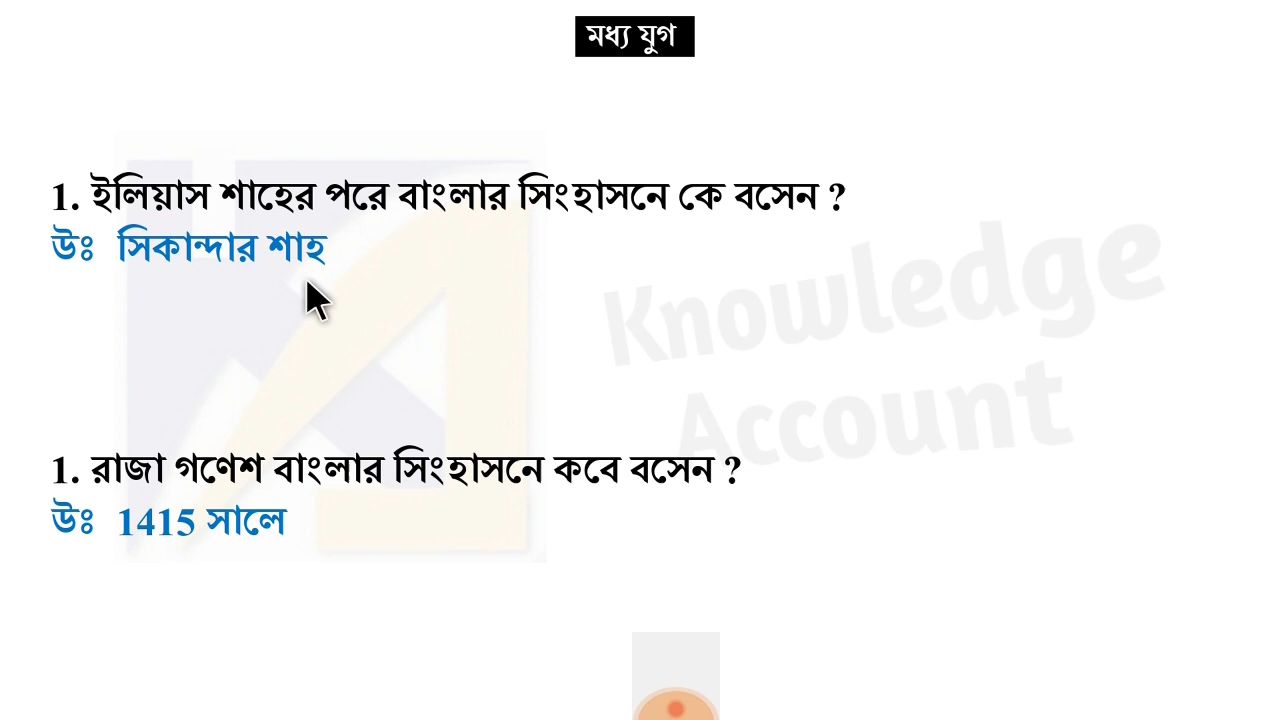 মধ্য যুগ
1. ইলিয়াস শাহের পরে বাংলার সিংহাসনে কে বসেন ?
উঃ সিকান্দার শাহ
Knowledge
Account
1. রাজা গণেশ বাংলার সিংহাসনে কবে বসেন ?
উঃ 1415 সালে